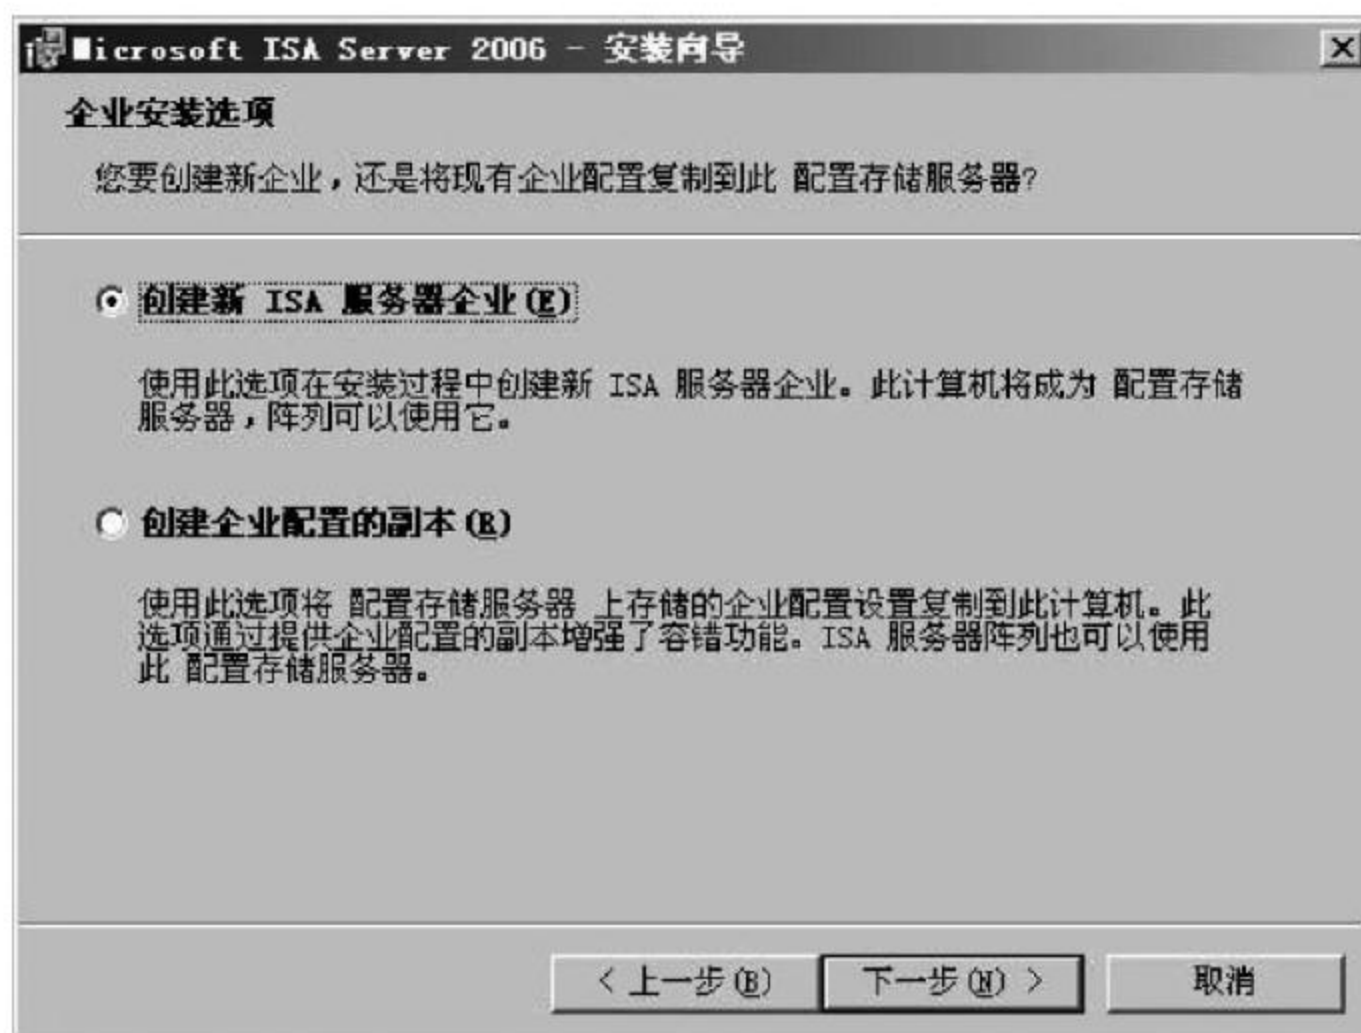 Microsoft ISA Server 2006 - 安装向导
企业安装选项
您要创建新企业，还是将现有企业配置复制到此 配置存储服务器?
创建新 ISA 服务器企业(E)
使用此选项在安装过程中创建新 ISA 服务器企业。此计算机将成为 配置存储
服务器，阵列可以使用它。
创建企业配置的副本(R)
使用此选项将 配置存储服务器 上存储的企业配置设置复制到此计算机。此
选项通过提供企业配置的副本增强了容错功能。ISA 服务器阵列也可以使用
此 配置存储服务器。
< 上一步(B) 下一步(N) > 取消